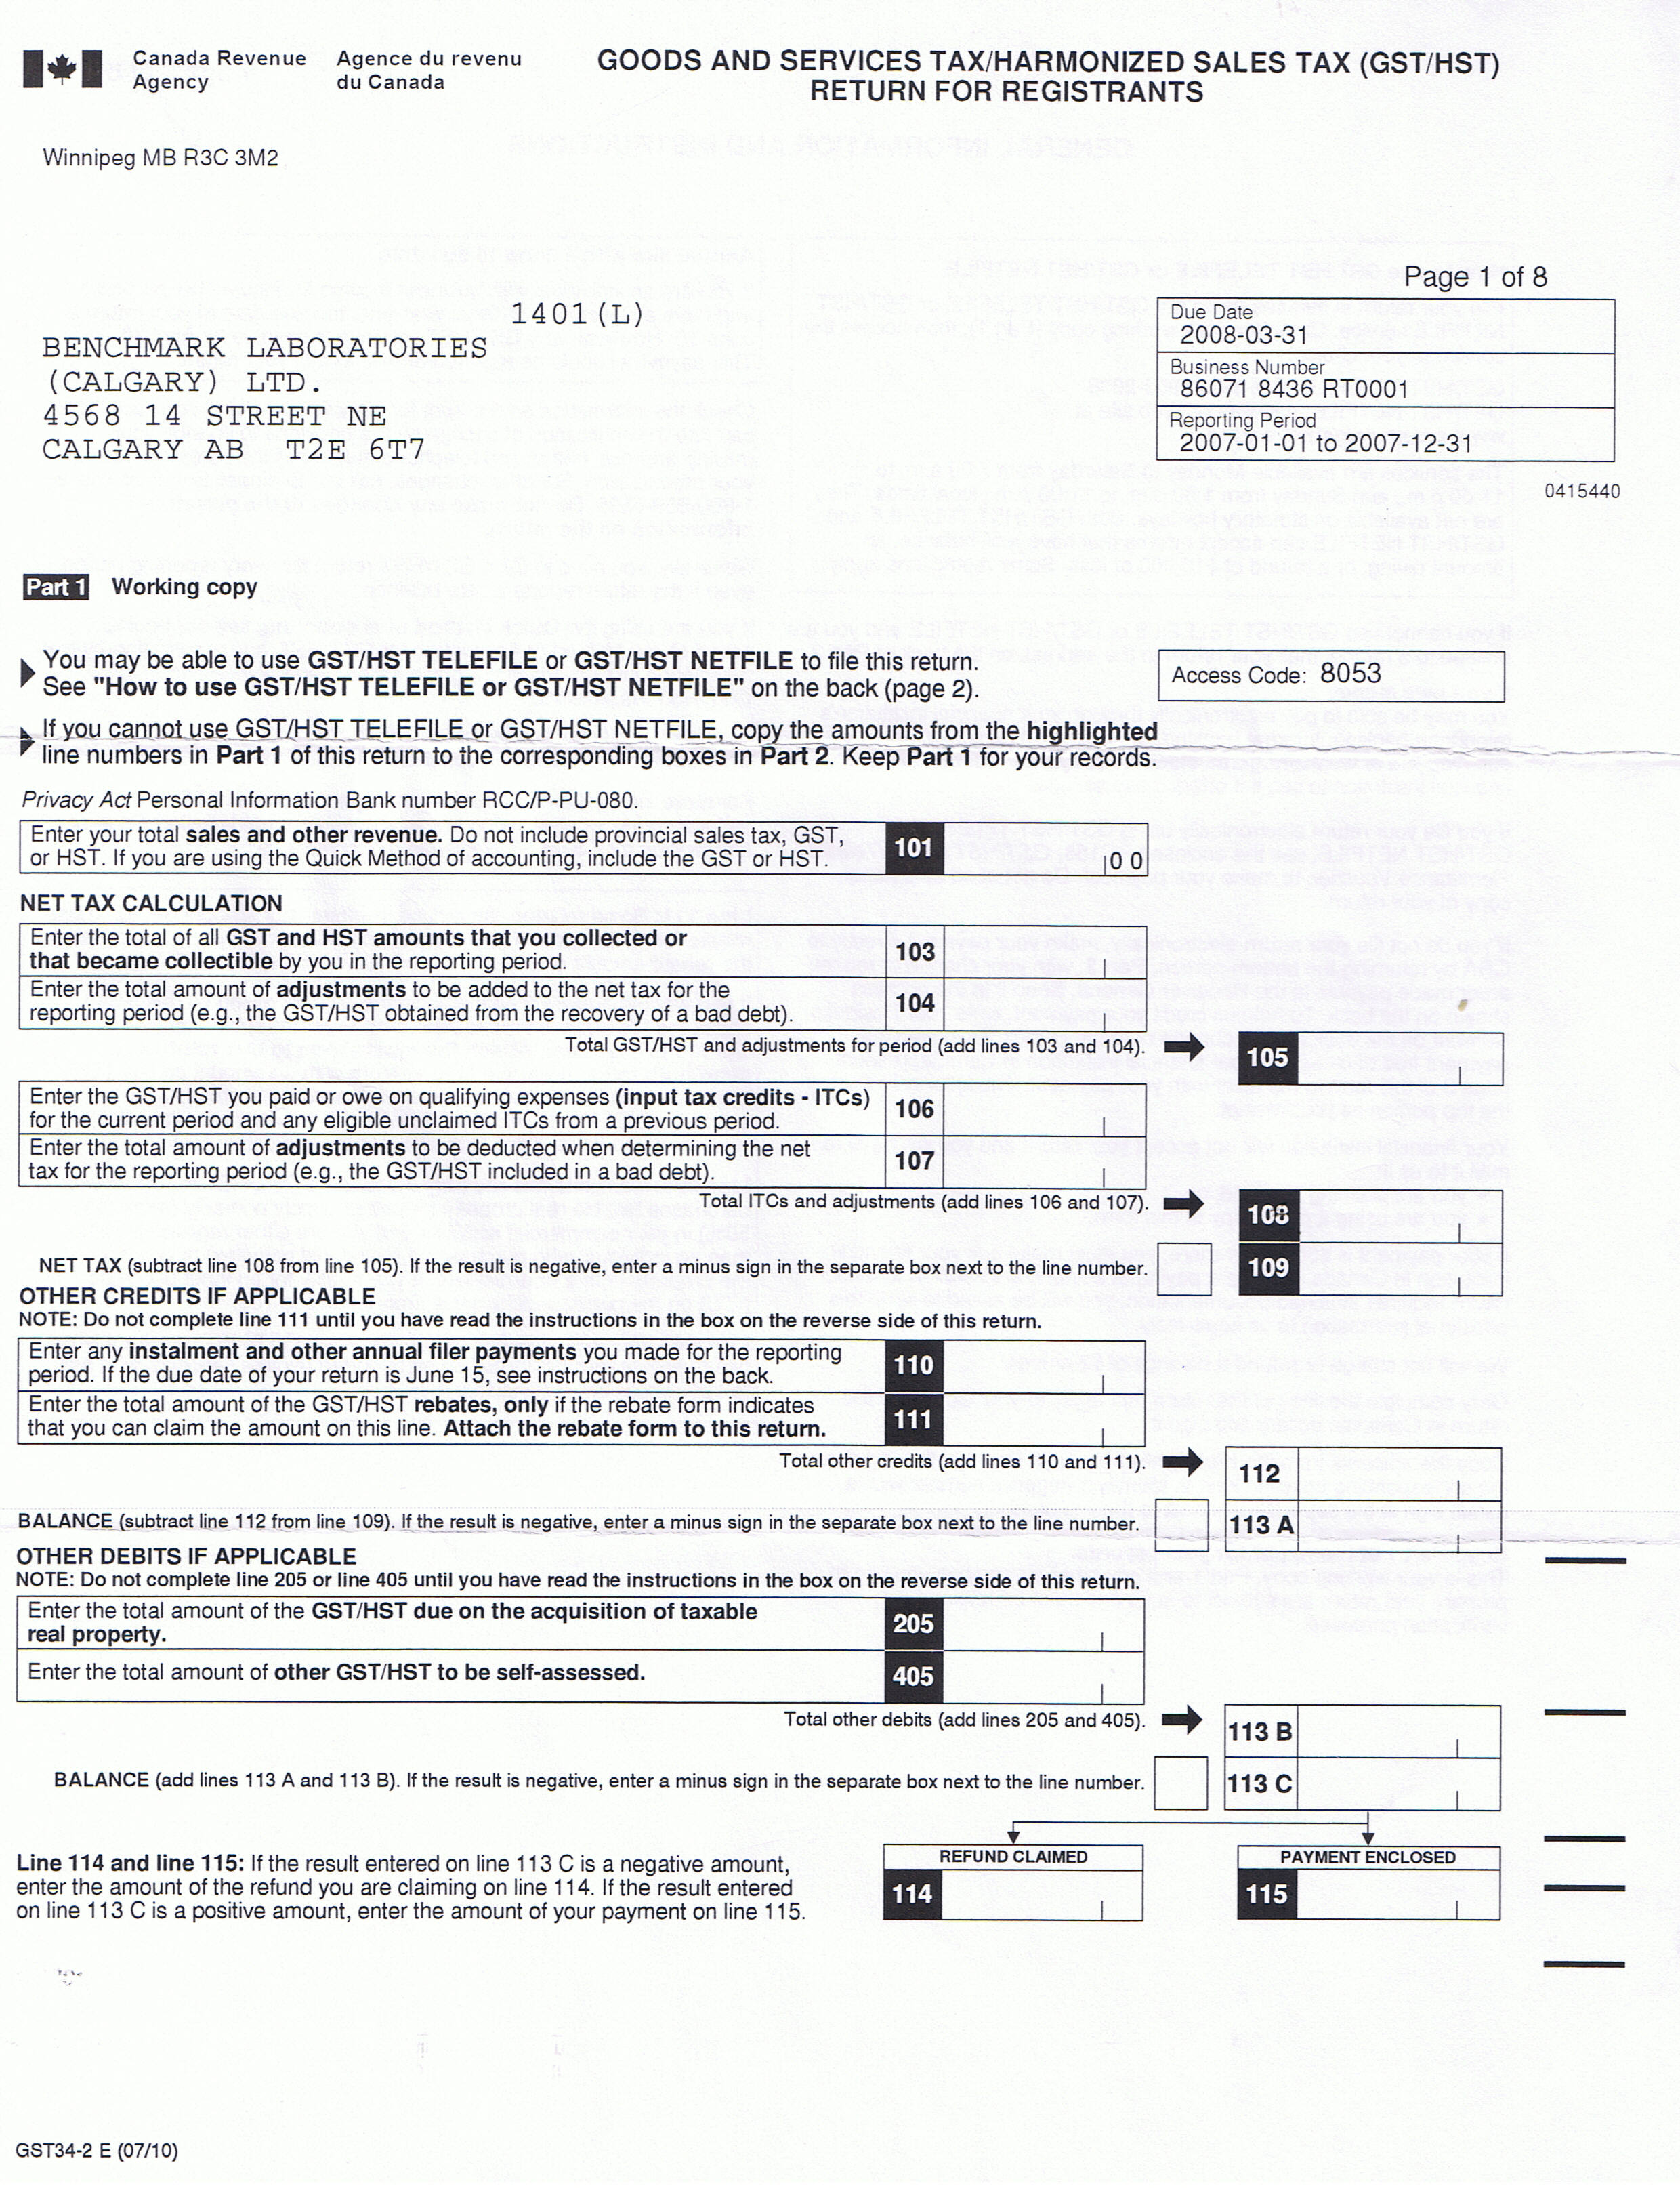 Canada Revenue Agence du revenu
Agency du Canada
GOODS AND SERVICES TAX/HARMONIZED SALES TAX (GST/HST)
RETURN FOR REGISTRANTS
Winnipeg MB R3C 3M2
Page 1 of 8
1401(L)
BENCHMARK LABORATORIES
(CALGARY) LTD.
4568 14 STREET NE
CALGARY AB T2E 6T7
Due Date
2008-03-31
Business Number
86071 8436 RT0001
Reporting Period
2007-01-01 to 2007-12-31
0415440
Part 1 Working copy
You may be able to use GST/HST TELEFILE or GST/HST NETFILE to file this return.
See "How to use GST/HST TELEFILE or GST/HST NETFILE" on the back (page 2).
Access Code: 8053
If you cannot use GST/HST TELEFILE or GST/HST NETFILE, copy the amounts from the highlighted
line numbers in Part 1 of this return to the corresponding boxes in Part 2. Keep Part 1 for your records.
Privacy Act Personal Information Bank number RCC/P-PU-080.
Enter your total sales and other revenue. Do not include provincial sales tax, GST,
or HST. If you are using the Quick Method of accounting, include the GST or HST.
101
00
NET TAX CALCULATION
Enter the total of all GST and HST amounts that you collected or
that became collectible by you in the reporting period.
103
Enter the total amount of adjustments to be added to the net tax for the
reporting period (e.g., the GST/HST obtained from the recovery of a bad debt).
104
Total GST/HST and adjustments for period (add lines 103 and 104).
105
Enter the GST/HST you paid or owe on qualifying expenses (input tax credits - ITCs)
for the current period and any eligible unclaimed ITCs from a previous period.
106
Enter the total amount of adjustments to be deducted when determining the net
tax for the reporting period (e.g., the GST/HST included in a bad debt).
107
Total ITCs and adjustments (add lines 106 and 107).
108
NET TAX (subtract line 108 from line 105). If the result is negative, enter a minus sign in the separate box next to the line number.
109
OTHER CREDITS IF APPLICABLE
NOTE: Do not complete line 111 until you have read the instructions in the box on the reverse side of this return.
Enter any instalment and other annual filer payments you made for the reporting
period. If the due date of your return is June 15, see instructions on the back.
110
Enter the total amount of the GST/HST rebates, only if the rebate form indicates
that you can claim the amount on this line. Attach the rebate form to this return.
111
Total other credits (add lines 110 and 111).
112
BALANCE (subtract line 112 from line 109). If the result is negative, enter a minus sign in the separate box next to the line number.
113 A
OTHER DEBITS IF APPLICABLE
NOTE: Do not complete line 205 or line 405 until you have read the instructions in the box on the reverse side of this return.
Enter the total amount of the GST/HST due on the acquisition of taxable
real property.
205
Enter the total amount of other GST/HST to be self-assessed.
405
Total other debits (add lines 205 and 405).
113 B
BALANCE (add lines 113 A and 113 B). If the result is negative, enter a minus sign in the separate box next to the line number.
113 C
Line 114 and line 115: If the result entered on line 113 C is a negative amount,
enter the amount of the refund you are claiming on line 114. If the result entered
on line 113 C is a positive amount, enter the amount of your payment on line 115.
REFUND CLAIMED
114
PAYMENT ENCLOSED
115
GST34-2 E (07/10)